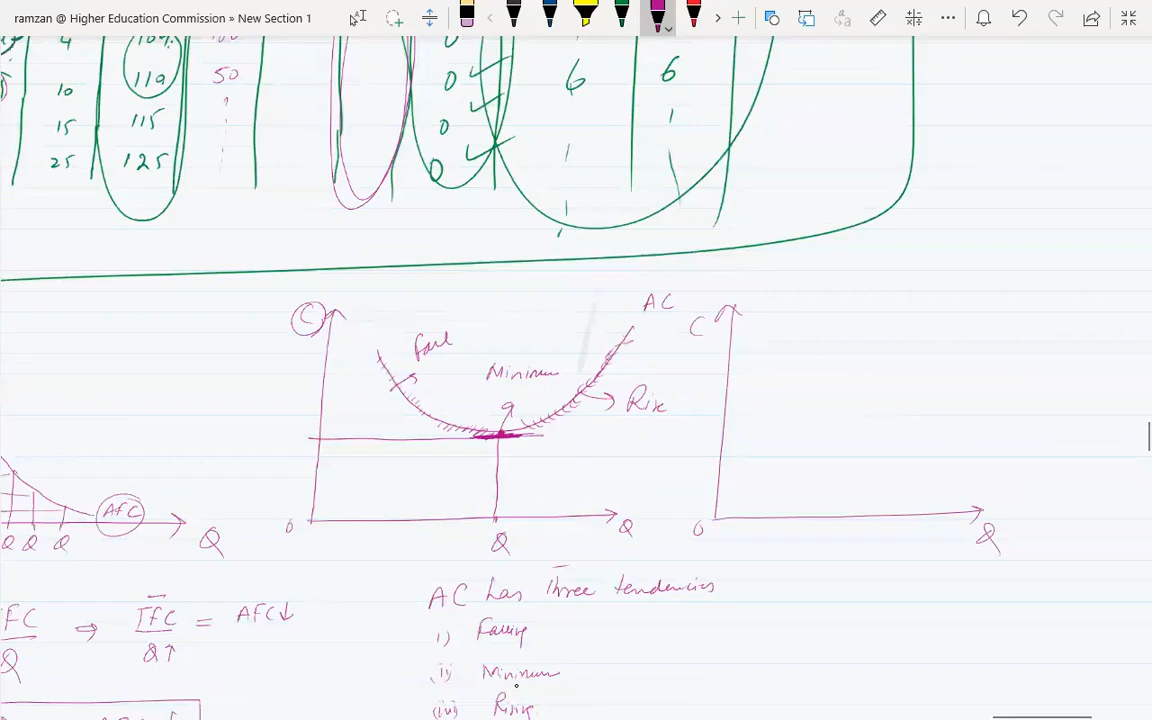 ramzan @ Higher Education Commission » New Section 1
4 0
10 110 50 0 6 6
15 115 0
25 125 0
C Fall Minimum AC
Rise
0 Q Q
C
0 Q
AFC Q
Q Q Q
AC has three tendencies
i) Falling
(ii) Minimum
(iii) Rising
FC
Q
⇒ TFC
Q↑
= AFC↓